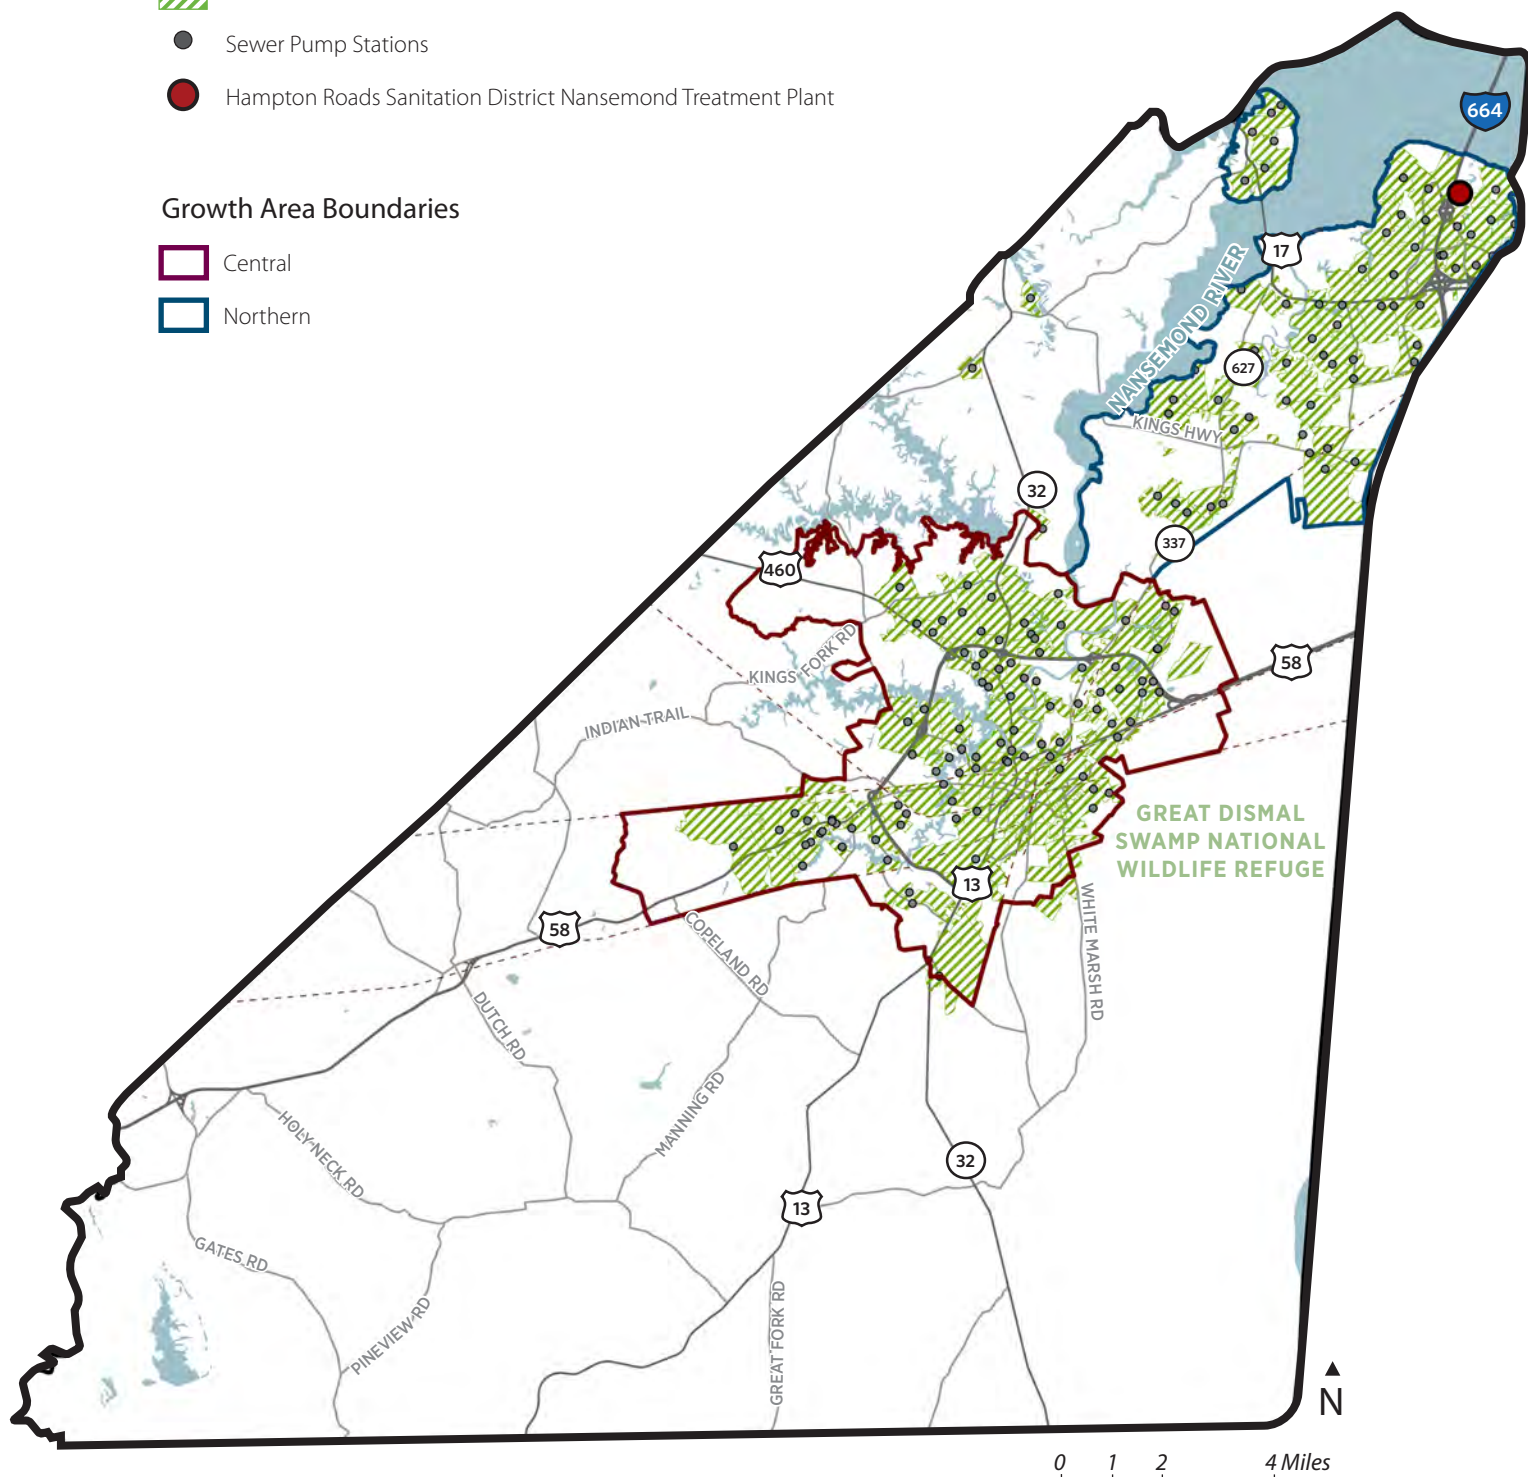 Sewer Pump Stations
Hampton Roads Sanitation District Nansemond Treatment Plant
Growth Area Boundaries
Central
Northern
664
17
NANSEMOND RIVER
627
KINGS HWY
32
337
460
KINGS FORK RD
58
INDIAN TRAIL
GREAT DISMAL
SWAMP NATIONAL
WILDLIFE REFUGE
13
WHITE MARSH RD
58
COPELAND RD
DUTCH RD
MANNING RD
HOLY NECK RD
32
13
GATES RD
PINEVIEW RD
GREAT FORK RD
N
0 1 2 4 Miles